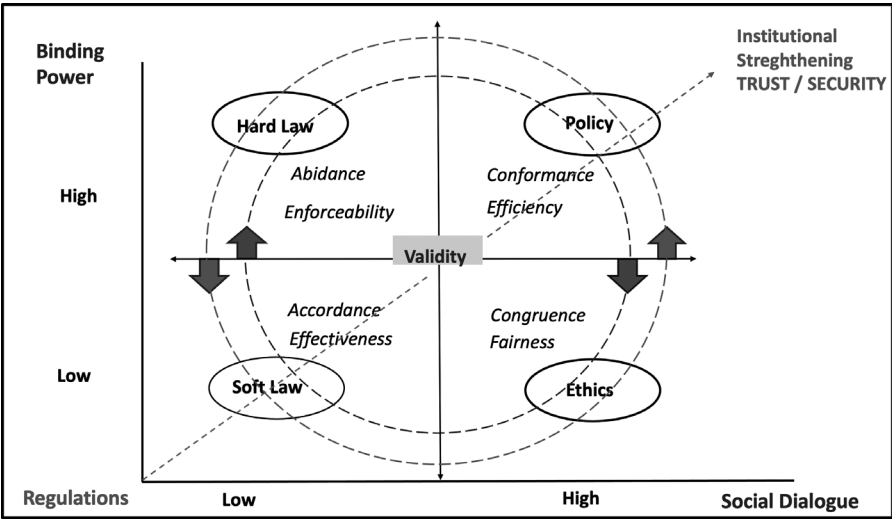 Binding
Power
Institutional
Streghthening
TRUST / SECURITY
Hard Law
Policy
Abidance
Conformance
High
Enforceability
Efficiency
Validity
Accordance
Congruence
Effectiveness
Fairness
Low
Soft Law
Ethics
Regulations
Low
High
Social Dialogue